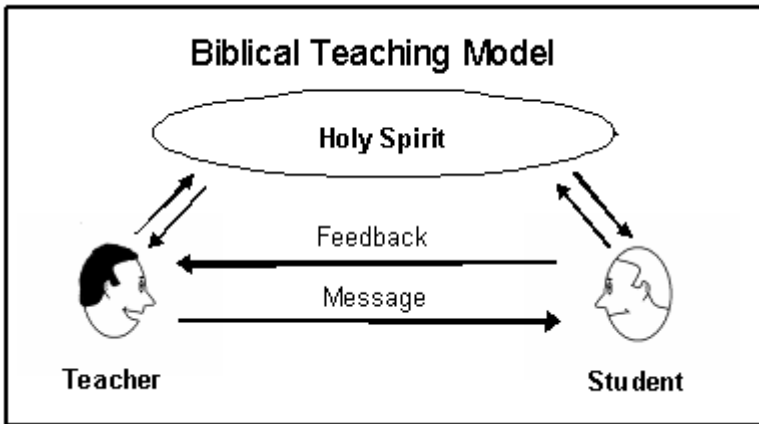 Biblical Teaching Model
Holy Spirit
Feedback
Message
Teacher
Student